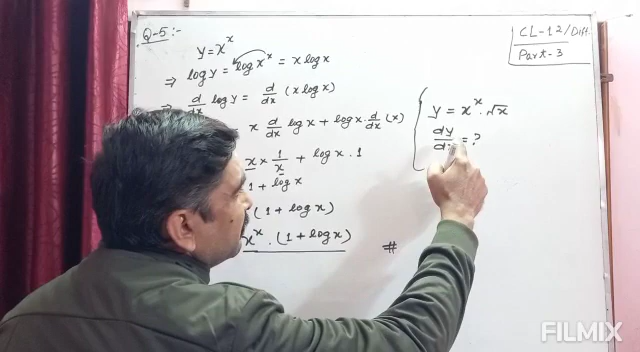 Q-5:-
CL-12/Diff.
Part-3
y=x^x
⇒ log y = log x^x = x log x
⇒ d/dx log y = d/dx (x log x)
x d/dx log x + log x . d/dx (x)
x × 1/x + log x . 1
1 + log x
(1 + log x)
x^x . (1 + log x)
#
y = x^x . √x
dy/d = ?
FILMIX